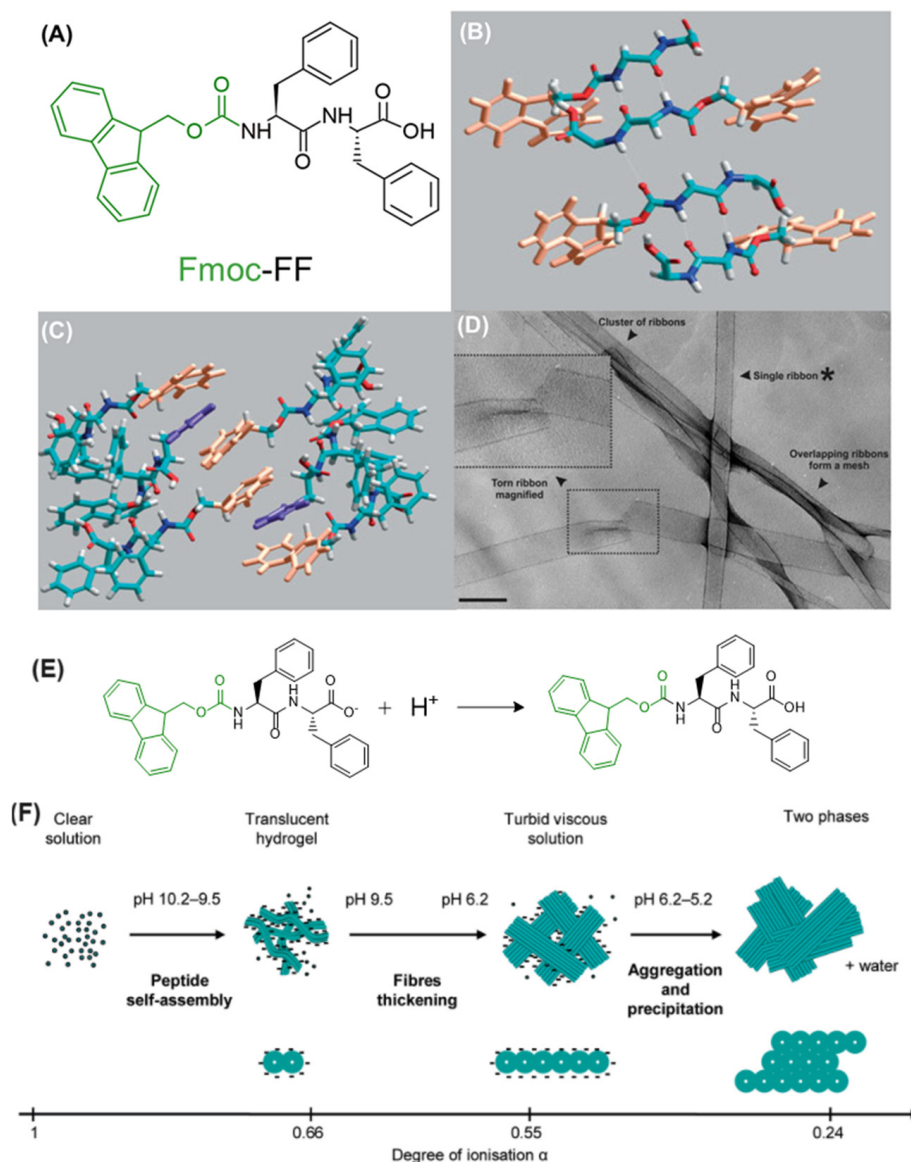 (A)
O
O
N
H
O
H
N
O
OH
Fmoc-FF
(B)
(C)
(D)
Cluster of ribbons
Single ribbon *
Overlapping ribbons
form a mesh
Torn ribbon
magnified
(E)
O
O
N
H
O
H
N
O
O-
+ H+
O
O
N
H
O
H
N
O
OH
(F)
Clear
solution
Translucent
hydrogel
Turbid viscous
solution
Two phases
pH 10.2–9.5
pH 9.5
pH 6.2
pH 6.2–5.2
Peptide
self-assembly
Fibres
thickening
Aggregation
and
precipitation
+ water
1
0.66
0.55
0.24
Degree of ionisation α